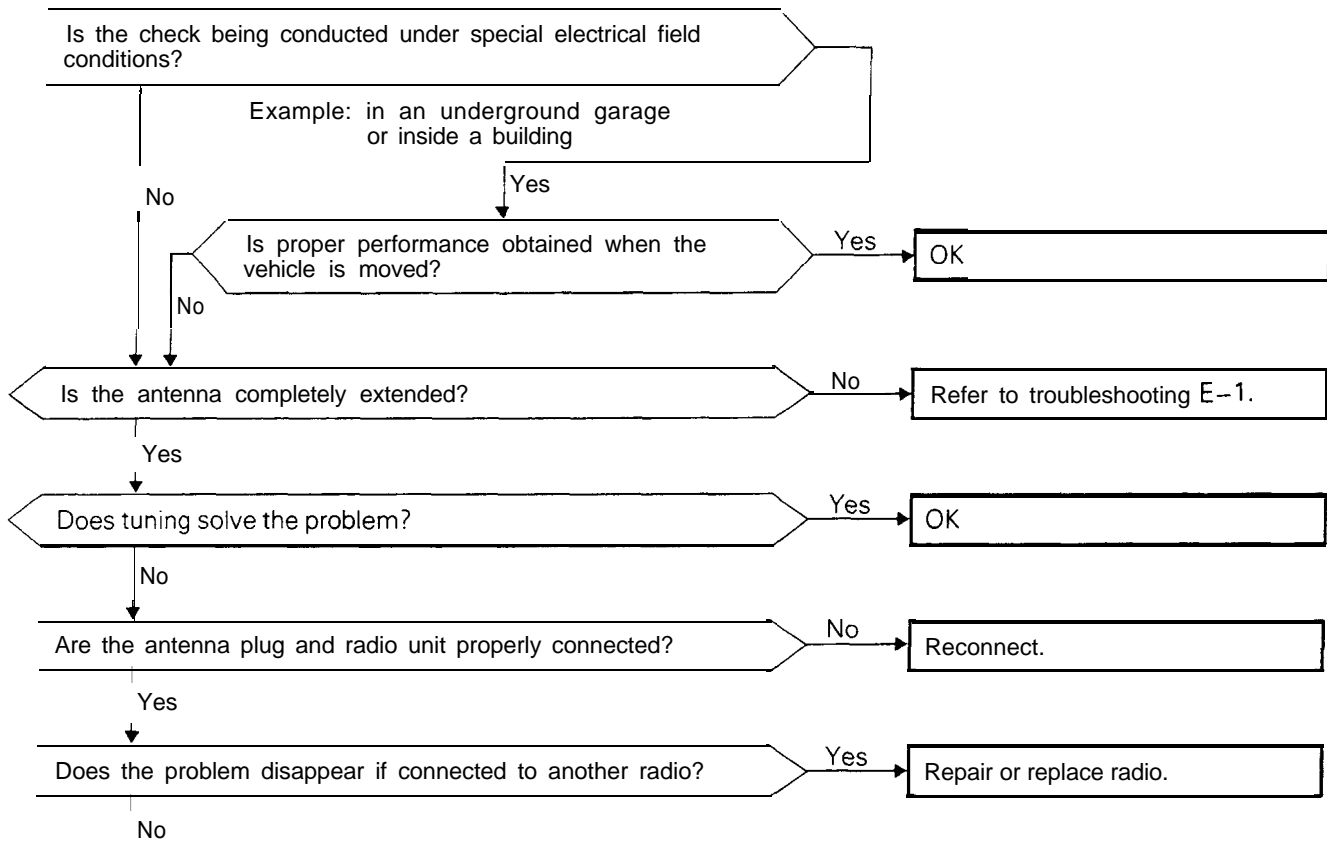 Is the check being conducted under special electrical field
conditions?
Example: in an underground garage
or inside a building
No
Yes
Is proper performance obtained when the
vehicle is moved?
Yes
OK
No
Is the antenna completely extended?
No
Refer to troubleshooting E–1.
Yes
Does tuning solve the problem?
Yes
OK
No
Are the antenna plug and radio unit properly connected?
No
Reconnect.
Yes
Does the problem disappear if connected to another radio?
Yes
Repair or replace radio.
No